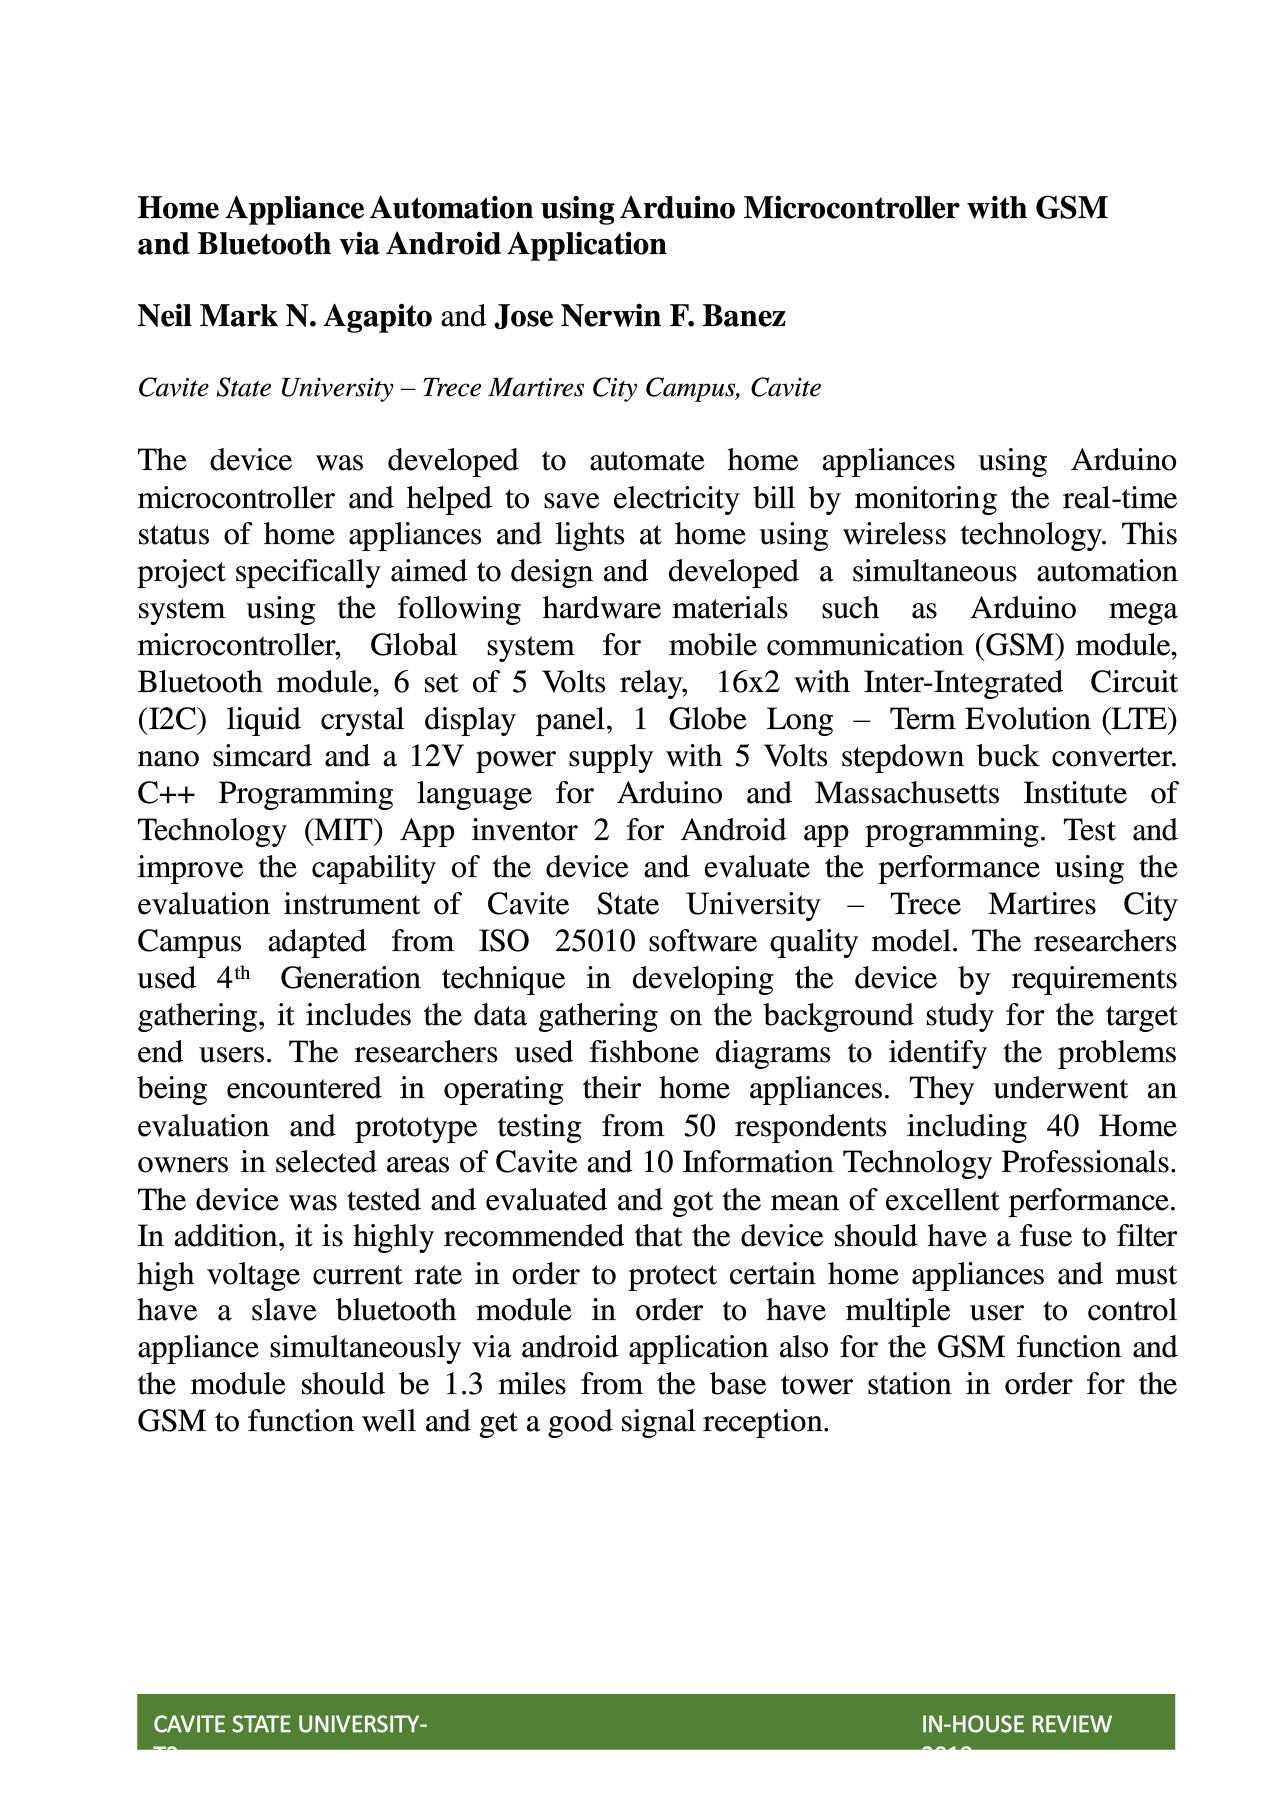 Home Appliance Automation using Arduino Microcontroller with GSM
and Bluetooth via Android Application
Neil Mark N. Agapito and Jose Nerwin F. Banez
Cavite State University – Trece Martires City Campus, Cavite
The device was developed to automate home appliances using Arduino
microcontroller and helped to save electricity bill by monitoring the real-time
status of home appliances and lights at home using wireless technology. This
project specifically aimed to design and developed a simultaneous automation
system using the following hardware materials such as Arduino mega
microcontroller, Global system for mobile communication (GSM) module,
Bluetooth module, 6 set of 5 Volts relay, 16x2 with Inter-Integrated Circuit
(I2C) liquid crystal display panel, 1 Globe Long – Term Evolution (LTE)
nano simcard and a 12V power supply with 5 Volts stepdown buck converter.
C++ Programming language for Arduino and Massachusetts Institute of
Technology (MIT) App inventor 2 for Android app programming. Test and
improve the capability of the device and evaluate the performance using the
evaluation instrument of Cavite State University – Trece Martires City
Campus adapted from ISO 25010 software quality model. The researchers
used 4th Generation technique in developing the device by requirements
gathering, it includes the data gathering on the background study for the target
end users. The researchers used fishbone diagrams to identify the problems
being encountered in operating their home appliances. They underwent an
evaluation and prototype testing from 50 respondents including 40 Home
owners in selected areas of Cavite and 10 Information Technology Professionals.
The device was tested and evaluated and got the mean of excellent performance.
In addition, it is highly recommended that the device should have a fuse to filter
high voltage current rate in order to protect certain home appliances and must
have a slave bluetooth module in order to have multiple user to control
appliance simultaneously via android application also for the GSM function and
the module should be 1.3 miles from the base tower station in order for the
GSM to function well and get a good signal reception.
CAVITE STATE UNIVERSITY-
IN-HOUSE REVIEW